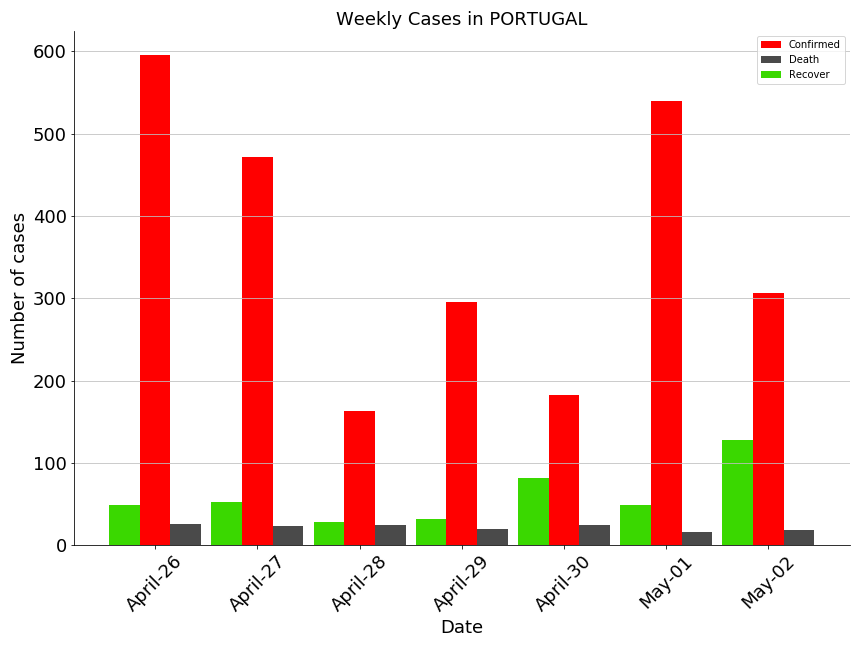 Weekly Cases in PORTUGAL
Confirmed
Death
Recover
Number of cases
600
500
400
300
200
100
0
April-26
April-27
April-28
April-29
April-30
May-01
May-02
Date